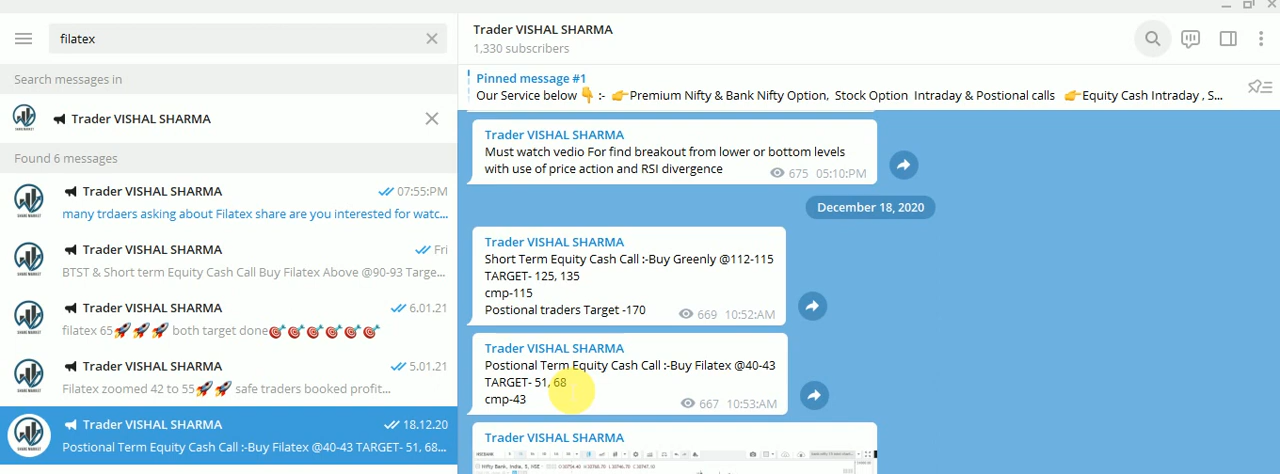 filatex
Search messages in
Trader VISHAL SHARMA
Found 6 messages
Trader VISHAL SHARMA 07:55:PM
many trdaers asking about Filatex share are you interested for watc...
Trader VISHAL SHARMA Fri
BTST & Short term Equity Cash Call Buy Filatex Above @90-93 Targe...
Trader VISHAL SHARMA 6.01.21
filatex 65🚀🚀🚀 both target done🎯🎯🎯🎯🎯🎯
Trader VISHAL SHARMA 5.01.21
Filatex zoomed 42 to 55🚀🚀 safe traders booked profit...
Trader VISHAL SHARMA 18.12.20
Postional Term Equity Cash Call :-Buy Filatex @40-43 TARGET- 51, 68...
Trader VISHAL SHARMA
1,330 subscribers
Pinned message #1
Our Service below 👇 :- 👉Premium Nifty & Bank Nifty Option, Stock Option Intraday & Postional calls 👉Equity Cash Intraday , S...
Trader VISHAL SHARMA
Must watch vedio For find breakout from lower or bottom levels
with use of price action and RSI divergence 675 05:10:PM
December 18, 2020
Trader VISHAL SHARMA
Short Term Equity Cash Call :-Buy Greenly @112-115
TARGET- 125, 135
cmp-115
Postional traders Target -170 669 10:52:AM
Trader VISHAL SHARMA
Postional Term Equity Cash Call :-Buy Filatex @40-43
TARGET- 51, 68
cmp-43 667 10:53:AM
Trader VISHAL SHARMA